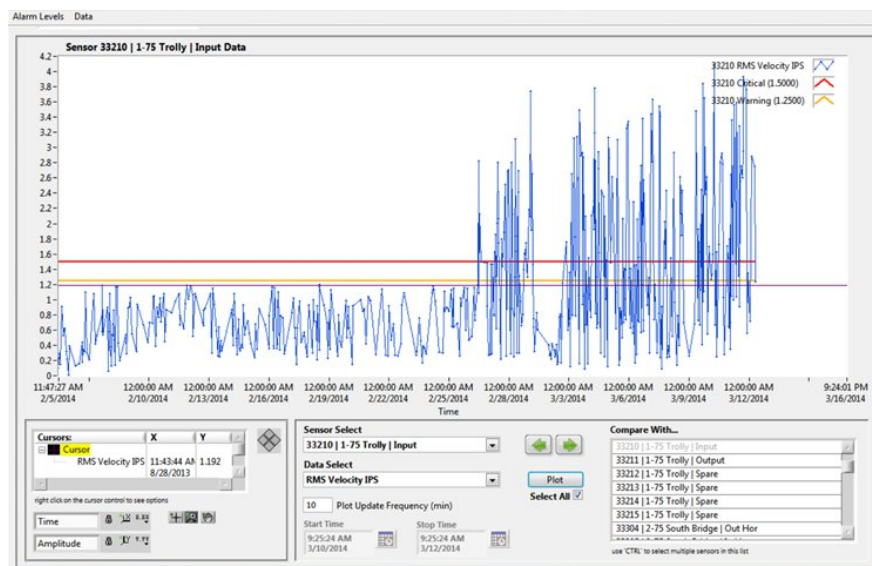 Alarm Levels Data
Sensor 33210 | 1-75 Trolly | Input Data
33210 RMS Velocity IPS
33210 Critical (1.5000)
33210 Warning (1.2500)
4.2
4
3.8
3.6
3.4
3.2
3
2.8
2.6
2.4
2.2
2
1.8
1.6
1.4
1.2
1
0.8
0.6
0.4
0.2
0
11:47:27 AM 12:00:00 AM 12:00:00 AM 12:00:00 AM 12:00:00 AM 12:00:00 AM 12:00:00 AM 12:00:00 AM 12:00:00 AM 12:00:00 AM 12:00:00 AM 12:00:00 AM 9:24:01 PM
2/5/2014 2/10/2014 2/13/2014 2/16/2014 2/19/2014 2/22/2014 2/25/2014 2/28/2014 3/3/2014 3/6/2014 3/9/2014 3/12/2014 3/16/2014
Time
Cursors: X Y
Cursor
RMS Velocity IPS 11:43:44 AM 1.192
8/28/2013
right click on the cursor control to see options
Time
Amplitude
Sensor Select
33210 | 1-75 Trolly | Input
Data Select
RMS Velocity IPS
Plot
Select All
10 Plot Update Frequency (min)
Start Time Stop Time
9:25:24 AM 9:25:24 AM
3/10/2014 3/12/2014
Compare With...
33210 | 1-75 Trolly | Input
33211 | 1-75 Trolly | Output
33212 | 1-75 Trolly | Spare
33213 | 1-75 Trolly | Spare
33214 | 1-75 Trolly | Spare
33215 | 1-75 Trolly | Spare
33304 | 2-75 South Bridge | Out Hor
use 'CTRL' to select multiple sensors in this list